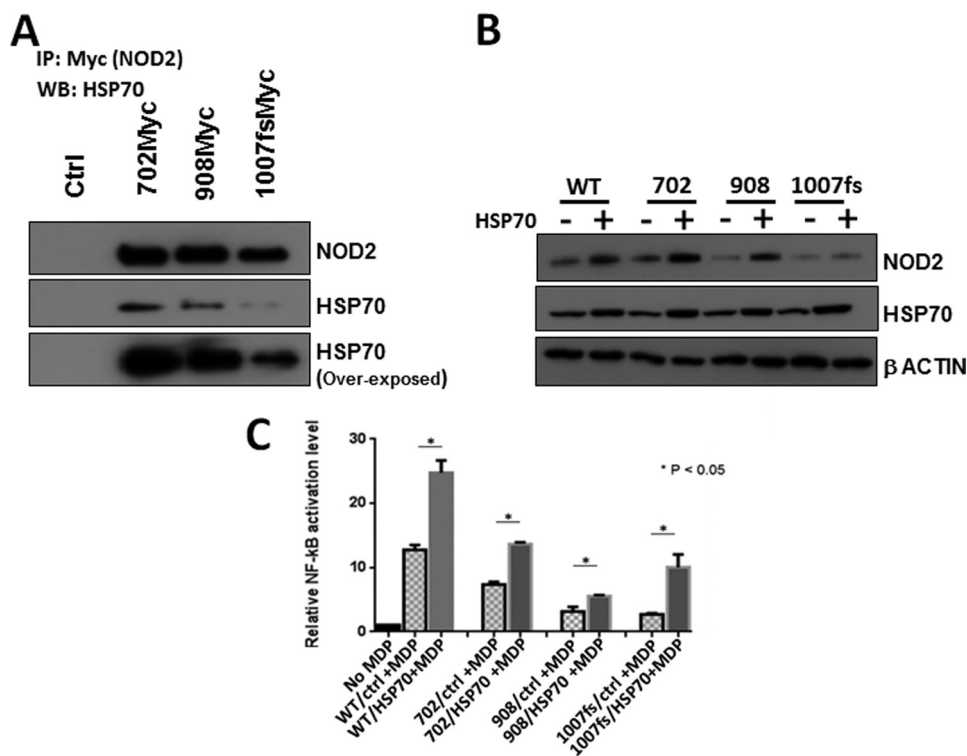 A
IP: Myc (NOD2)
WB: HSP70
Ctrl
702Myc
908Myc
1007fsMyc
NOD2
HSP70
HSP70
(Over-exposed)
B
WT 702 908 1007fs
HSP70 - + - + - + - +
NOD2
HSP70
β ACTIN
C
Relative NF-kB activation level
30
20
10
0
*
*
*
*
* P < 0.05
No MDP
WT/ctrl +MDP
WT/HSP70+MDP
702/ctrl +MDP
702/HSP70 +MDP
908/ctrl +MDP
908/HSP70 +MDP
1007fs/ctrl +MDP
1007fs/HSP70+MDP